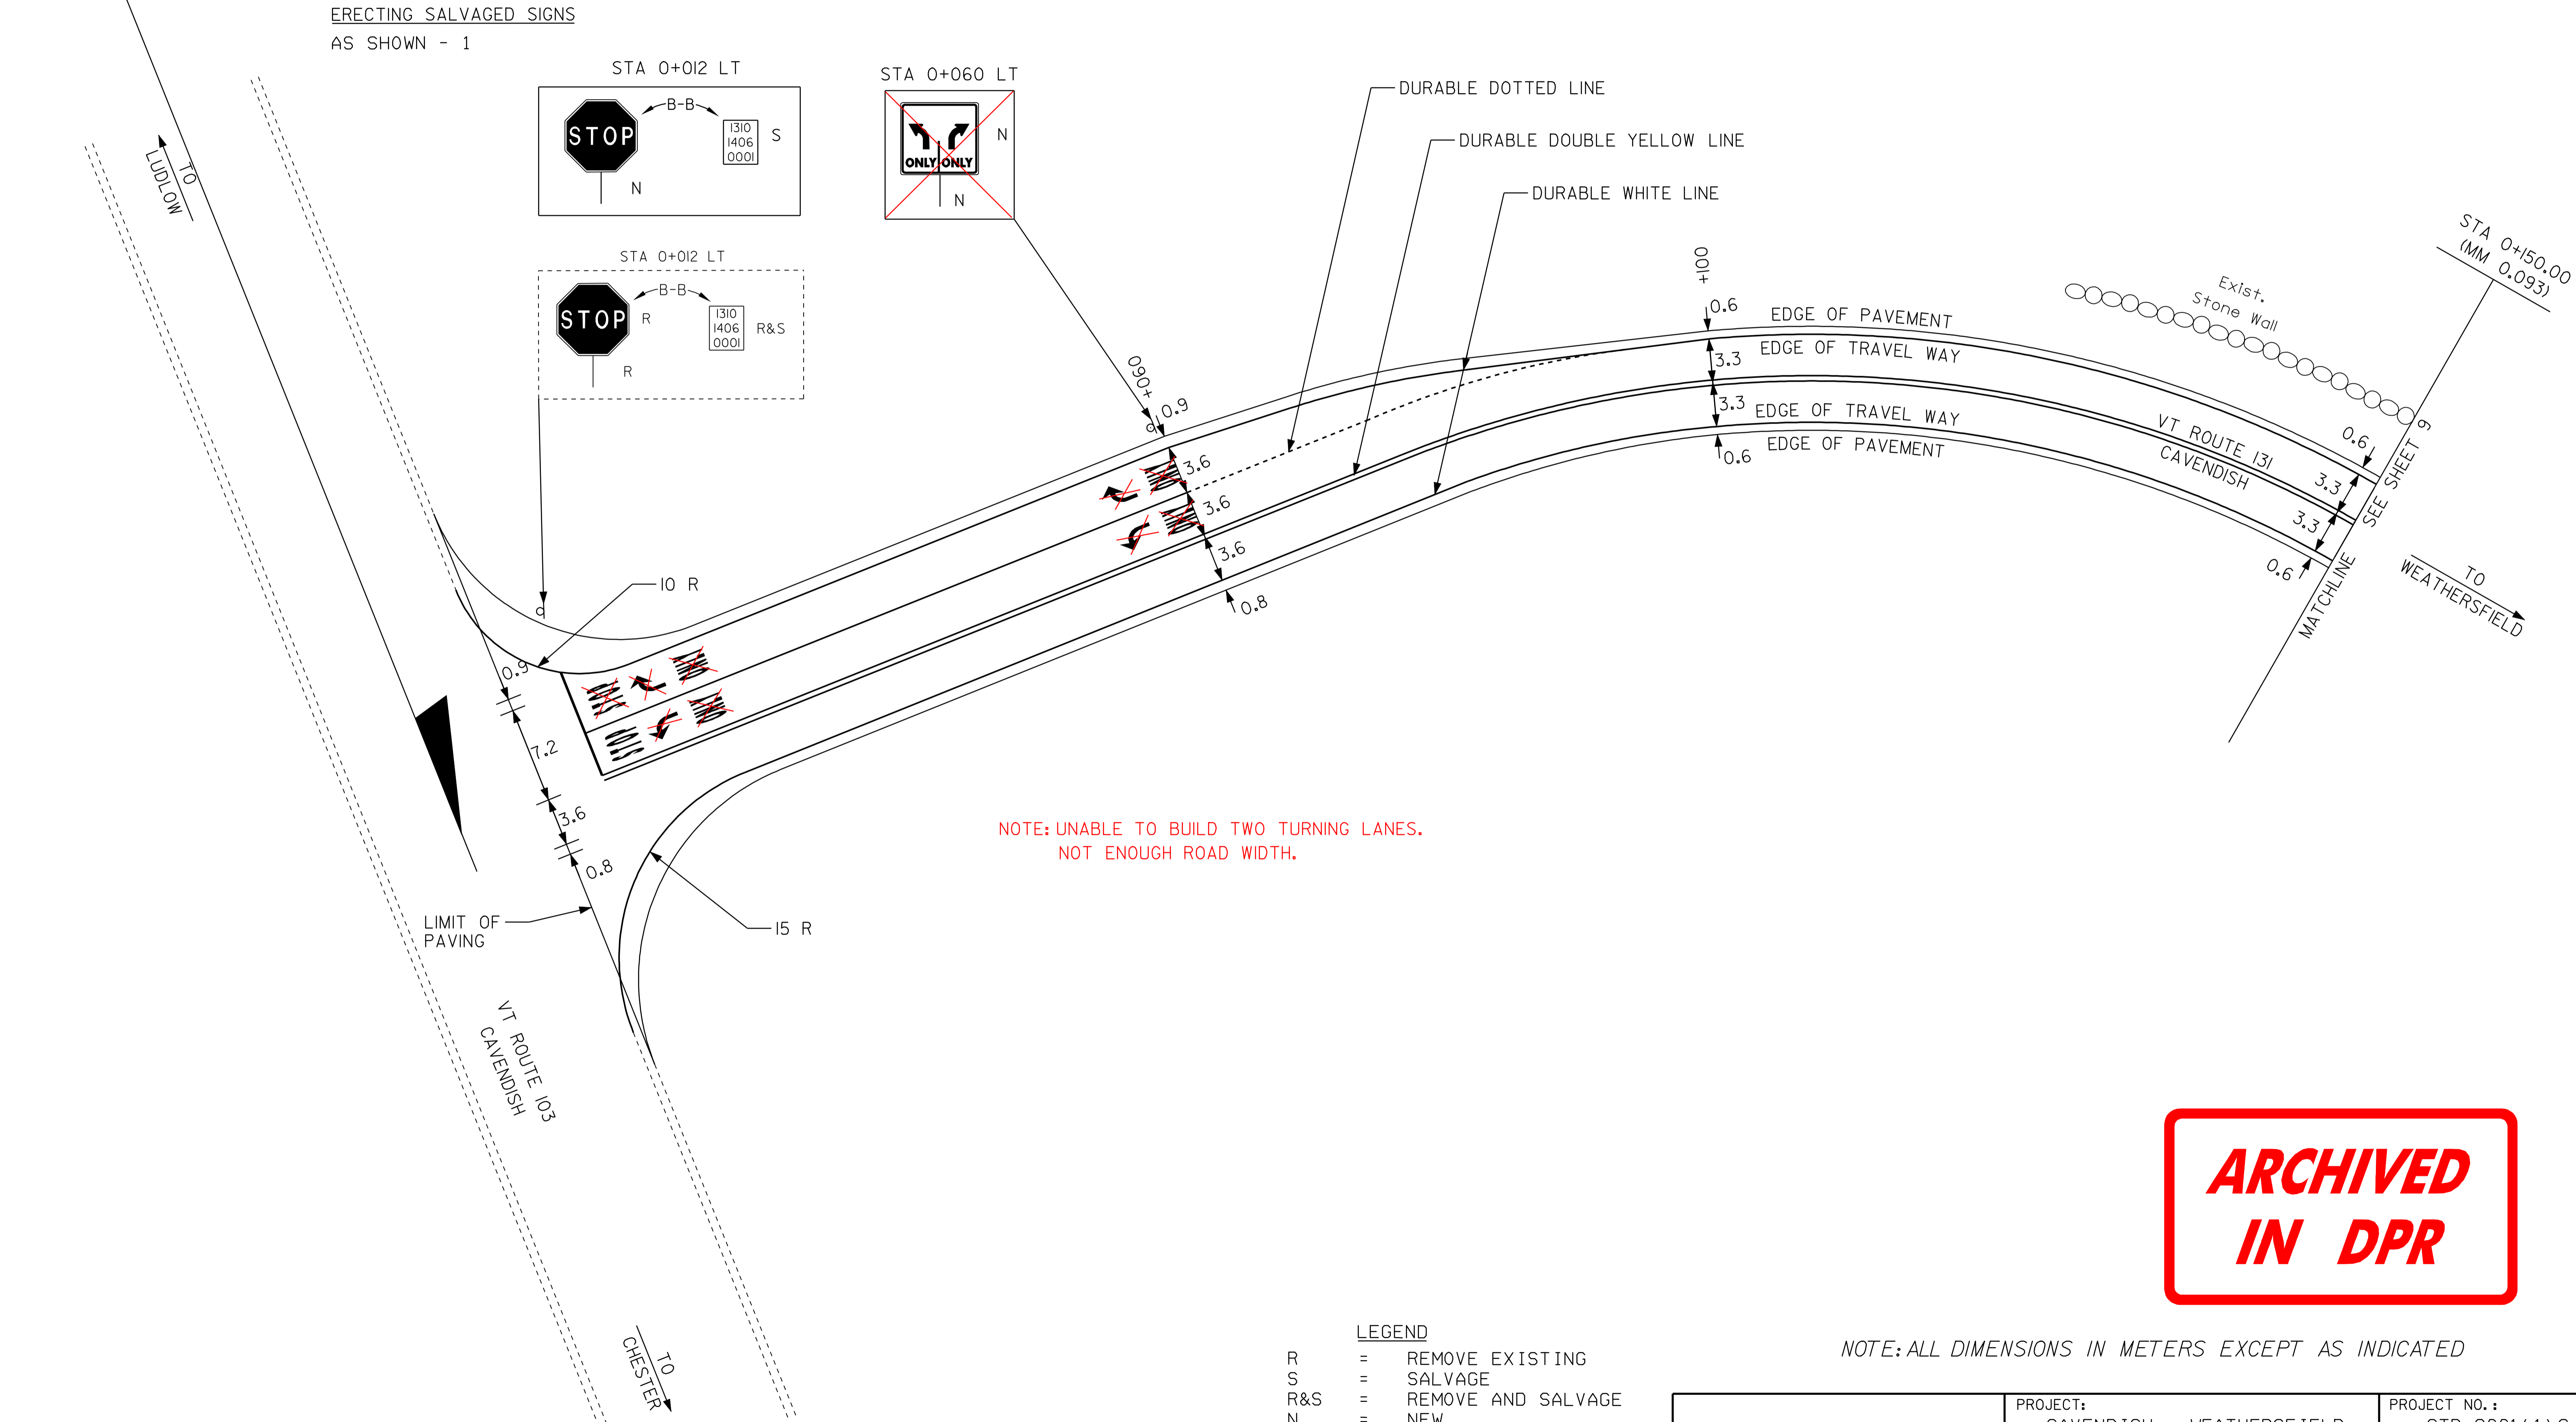 ERECTING SALVAGED SIGNS
AS SHOWN - 1
STA 0+012 LT
STOP
B-B
1310
1406
0001
S
N
STA 0+060 LT
ONLY ONLY
N
N
STA 0+012 LT
STOP
R
B-B
1310
1406
0001
R&S
R
DURABLE DOTTED LINE
DURABLE DOUBLE YELLOW LINE
DURABLE WHITE LINE
TO
LUDLOW
+060
0.9
+100
0.6
EDGE OF PAVEMENT
3.3
EDGE OF TRAVEL WAY
3.3
EDGE OF TRAVEL WAY
0.6
EDGE OF PAVEMENT
Exist.
Stone Wall
STA 0+150.00
(MM 0.093)
VT ROUTE 131
CAVENDISH
0.6
3.3
3.3
0.6
MATCHLINE SEE SHEET 9
TO
WEATHERSFIELD
3.6
3.6
3.6
0.8
10 R
0.9
7.2
3.6
0.8
STOP
STOP
LIMIT OF
PAVING
15 R
NOTE: UNABLE TO BUILD TWO TURNING LANES.
NOT ENOUGH ROAD WIDTH.
VT ROUTE 103
CAVENDISH
TO
CHESTER
ARCHIVED
IN DPR
LEGEND
R = REMOVE EXISTING
S = SALVAGE
R&S = REMOVE AND SALVAGE
N = NEW
NOTE: ALL DIMENSIONS IN METERS EXCEPT AS INDICATED
PROJECT:
PROJECT NO.:
CAVENDISH - WEATHERSFIELD